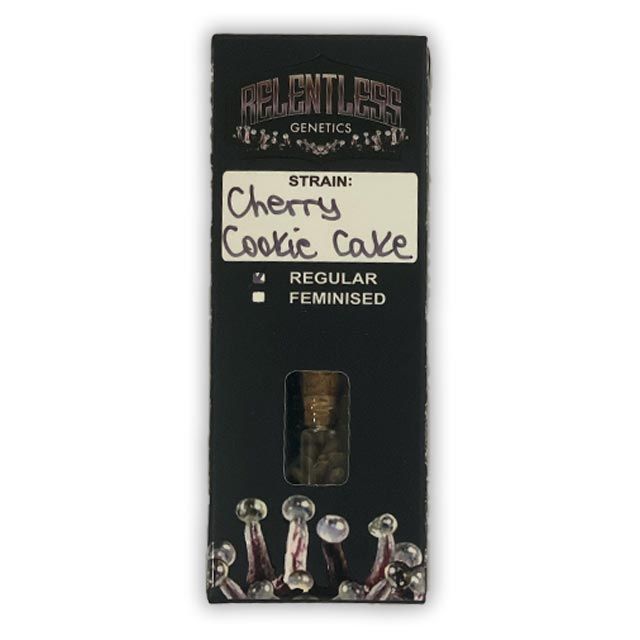 RELENTLESS
GENETICS
STRAIN:
Cherry
Cookie Cake
REGULAR
FEMINISED